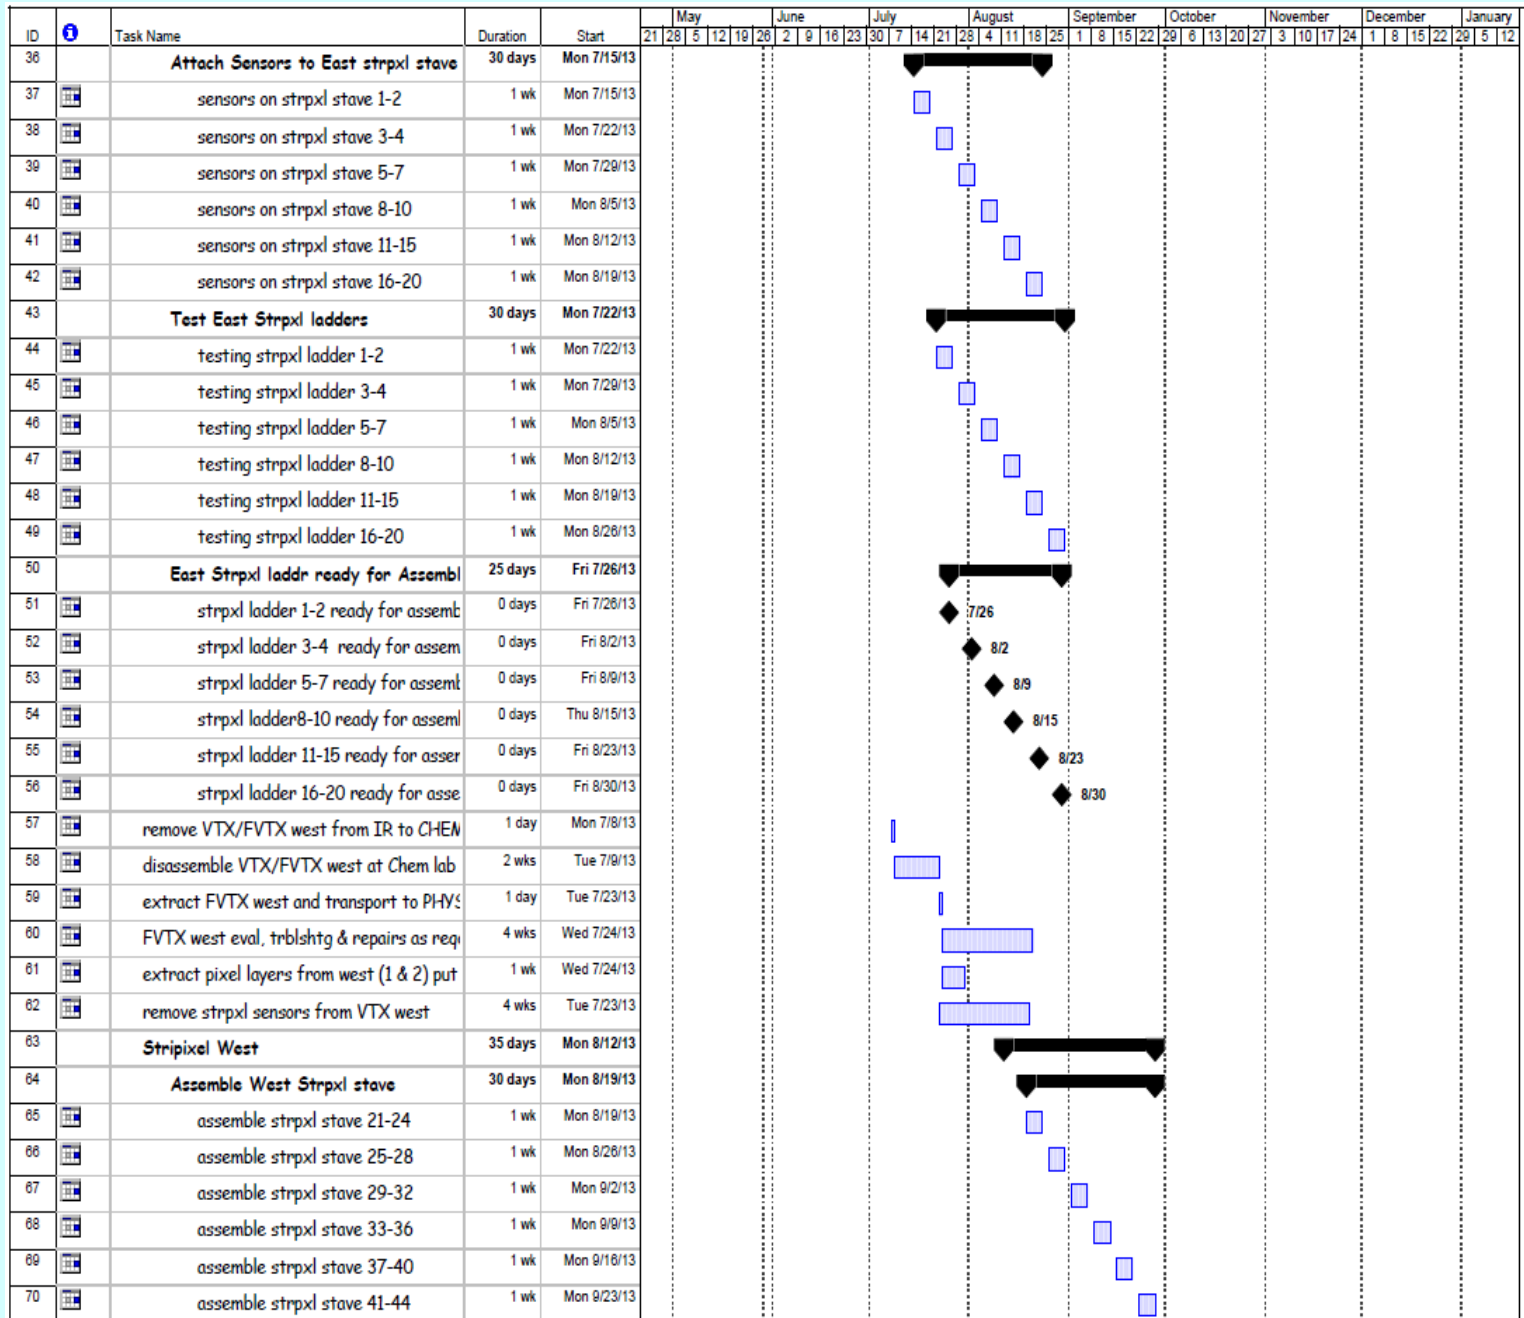 May June July August September October November December January
ID Task Name Duration Start 21 28 5 12 19 26 2 9 16 23 30 7 14 21 28 4 11 18 25 1 8 15 22 29 6 13 20 27 3 10 17 24 1 8 15 22 29 5 12
36 Attach Sensors to East strpxl stave 30 days Mon 7/15/13
37 sensors on strpxl stave 1-2 1 wk Mon 7/15/13
38 sensors on strpxl stave 3-4 1 wk Mon 7/22/13
39 sensors on strpxl stave 5-7 1 wk Mon 7/29/13
40 sensors on strpxl stave 8-10 1 wk Mon 8/5/13
41 sensors on strpxl stave 11-15 1 wk Mon 8/12/13
42 sensors on strpxl stave 16-20 1 wk Mon 8/19/13
43 Test East Strpxl ladders 30 days Mon 7/22/13
44 testing strpxl ladder 1-2 1 wk Mon 7/22/13
45 testing strpxl ladder 3-4 1 wk Mon 7/29/13
46 testing strpxl ladder 5-7 1 wk Mon 8/5/13
47 testing strpxl ladder 8-10 1 wk Mon 8/12/13
48 testing strpxl ladder 11-15 1 wk Mon 8/19/13
49 testing strpxl ladder 16-20 1 wk Mon 8/26/13
50 East Strpxl laddr ready for Assembl 25 days Fri 7/26/13
51 strpxl ladder 1-2 ready for assemb 0 days Fri 7/26/13 7/26
52 strpxl ladder 3-4 ready for assem 0 days Fri 8/2/13 8/2
53 strpxl ladder 5-7 ready for assemb 0 days Fri 8/9/13 8/9
54 strpxl ladder8-10 ready for asseml 0 days Thu 8/15/13 8/15
55 strpxl ladder 11-15 ready for asser 0 days Fri 8/23/13 8/23
56 strpxl ladder 16-20 ready for asse 0 days Fri 8/30/13 8/30
57 remove VTX/FVTX west from IR to CHEM 1 day Mon 7/8/13
58 disassemble VTX/FVTX west at Chem lab 2 wks Tue 7/9/13
59 extract FVTX west and transport to PHYS 1 day Tue 7/23/13
60 FVTX west eval, trblshtg & repairs as requ 4 wks Wed 7/24/13
61 extract pixel layers from west (1 & 2) put 1 wk Wed 7/24/13
62 remove strpxl sensors from VTX west 4 wks Tue 7/23/13
63 Stripixel West 35 days Mon 8/12/13
64 Assemble West Strpxl stave 30 days Mon 8/19/13
65 assemble strpxl stave 21-24 1 wk Mon 8/19/13
66 assemble strpxl stave 25-28 1 wk Mon 8/26/13
67 assemble strpxl stave 29-32 1 wk Mon 9/2/13
68 assemble strpxl stave 33-36 1 wk Mon 9/9/13
69 assemble strpxl stave 37-40 1 wk Mon 9/16/13
70 assemble strpxl stave 41-44 1 wk Mon 9/23/13